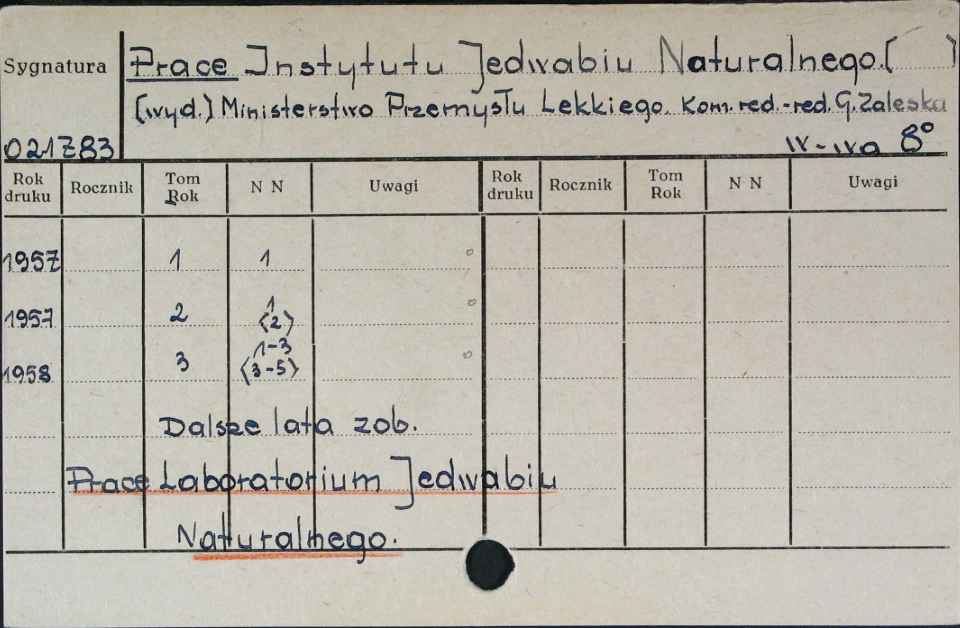 Sygnatura
Prace Instytutu Jedwabiu Naturalnego.( )
(wyd.) Ministerstwo Przemysłu Lekkiego. Kom. red.-red. G. Zaleska
021783
W-wa 8°
Rok druku Rocznik Tom Rok N N Uwagi Rok druku Rocznik Tom Rok N N Uwagi
1957 1 1
1957 2 1 (2)
1958 3 1-3 (3-5)
Dalsze lata zob.
Prace Laboratorium Jedwabiu
Naturalnego.